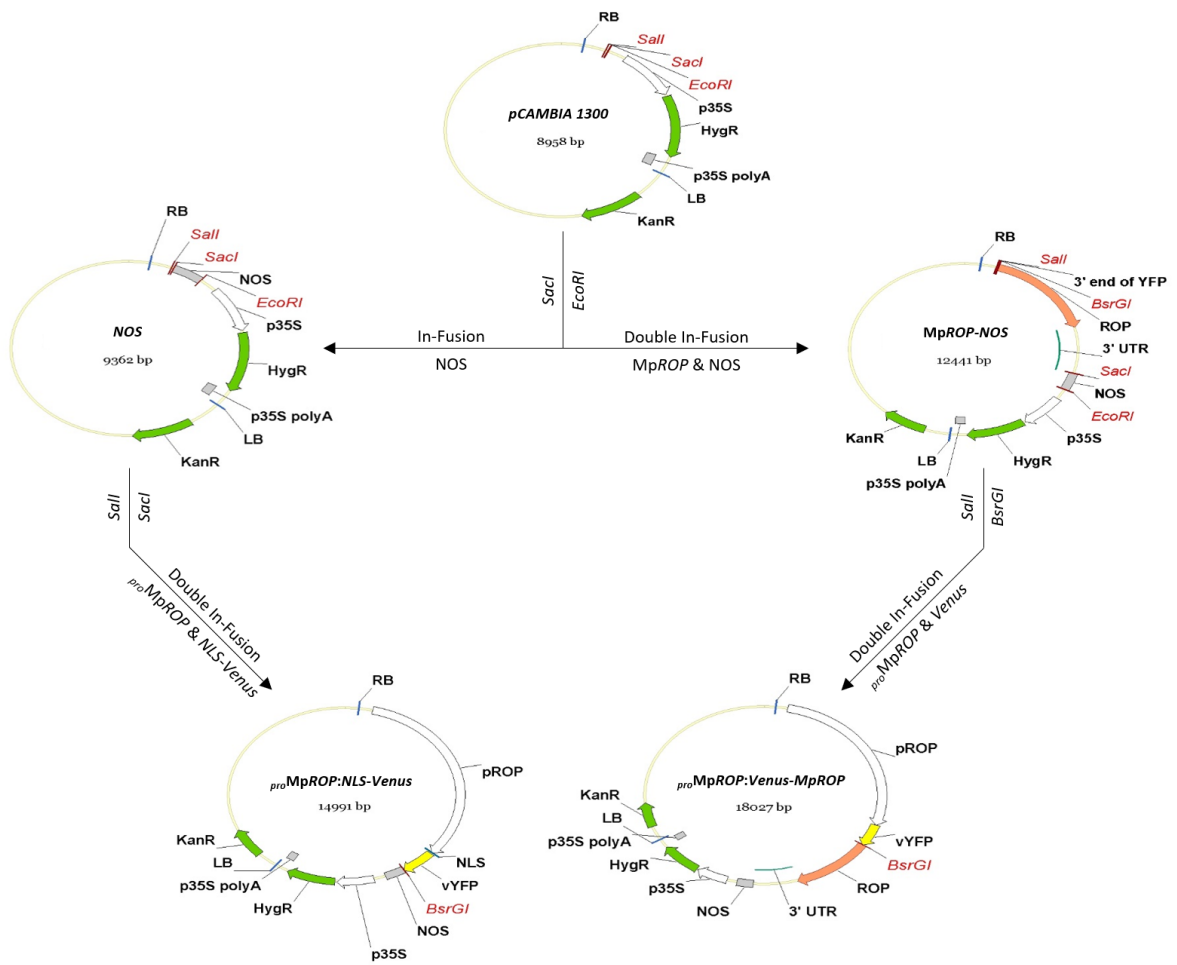 RB
SalI
SacI
EcoRI
p35S
pCAMBIA 1300
8958 bp
HygR
p35S polyA
LB
KanR
RB
SalI
SacI
NOS
EcoRI
p35S
NOS
9362 bp
HygR
p35S polyA
LB
KanR
SacI
EcoRI
In-Fusion
NOS
Double In-Fusion
MpROP & NOS
RB
SalI
3' end of YFP
BsrGI
ROP
MpROP-NOS
12441 bp
3' UTR
SacI
NOS
EcoRI
p35S
KanR
LB
HygR
p35S polyA
SalI
SacI
Double In-Fusion
proMpROP & NLS-Venus
SalI
BsrGI
Double In-Fusion
proMpROP & Venus
RB
pROP
proMpROP:NLS-Venus
14991 bp
KanR
LB
p35S polyA
HygR
NLS
vYFP
BsrGI
NOS
p35S
RB
pROP
proMpROP:Venus-MpROP
18027 bp
KanR
LB
p35S polyA
HygR
p35S
NOS
vYFP
BsrGI
ROP
3' UTR